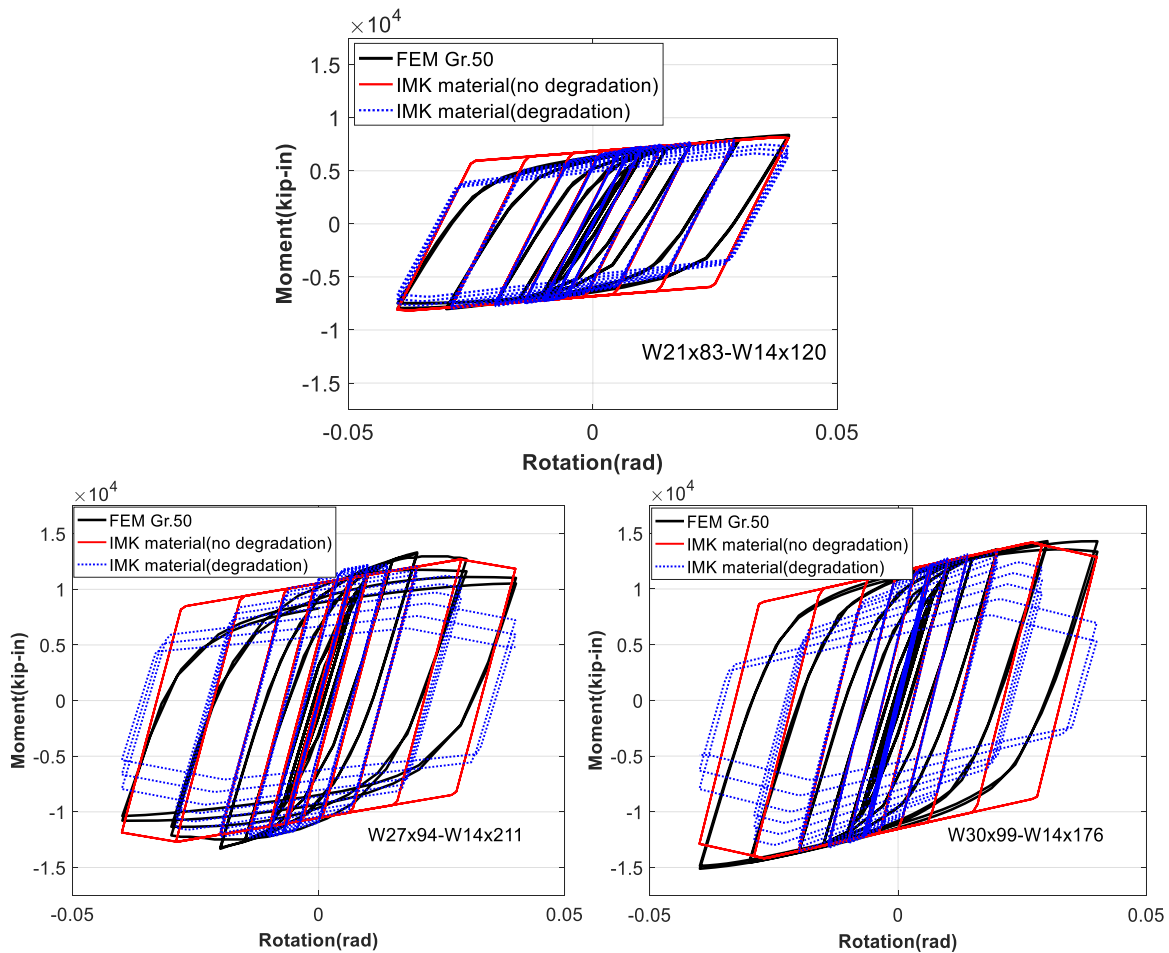 ×10⁴
1.5
1
0.5
0
-0.5
-1
-1.5
Moment(kip-in)
FEM Gr.50
IMK material(no degradation)
IMK material(degradation)
W21x83-W14x120
-0.05 0 0.05
Rotation(rad)
×10⁴
1.5
1
0.5
0
-0.5
-1
-1.5
Moment(kip-in)
FEM Gr.50
IMK material(no degradation)
IMK material(degradation)
W27x94-W14x211
-0.05 0 0.05
Rotation(rad)
×10⁴
1.5
1
0.5
0
-0.5
-1
-1.5
Moment(kip-in)
FEM Gr.50
IMK material(no degradation)
IMK material(degradation)
W30x99-W14x176
-0.05 0 0.05
Rotation(rad)